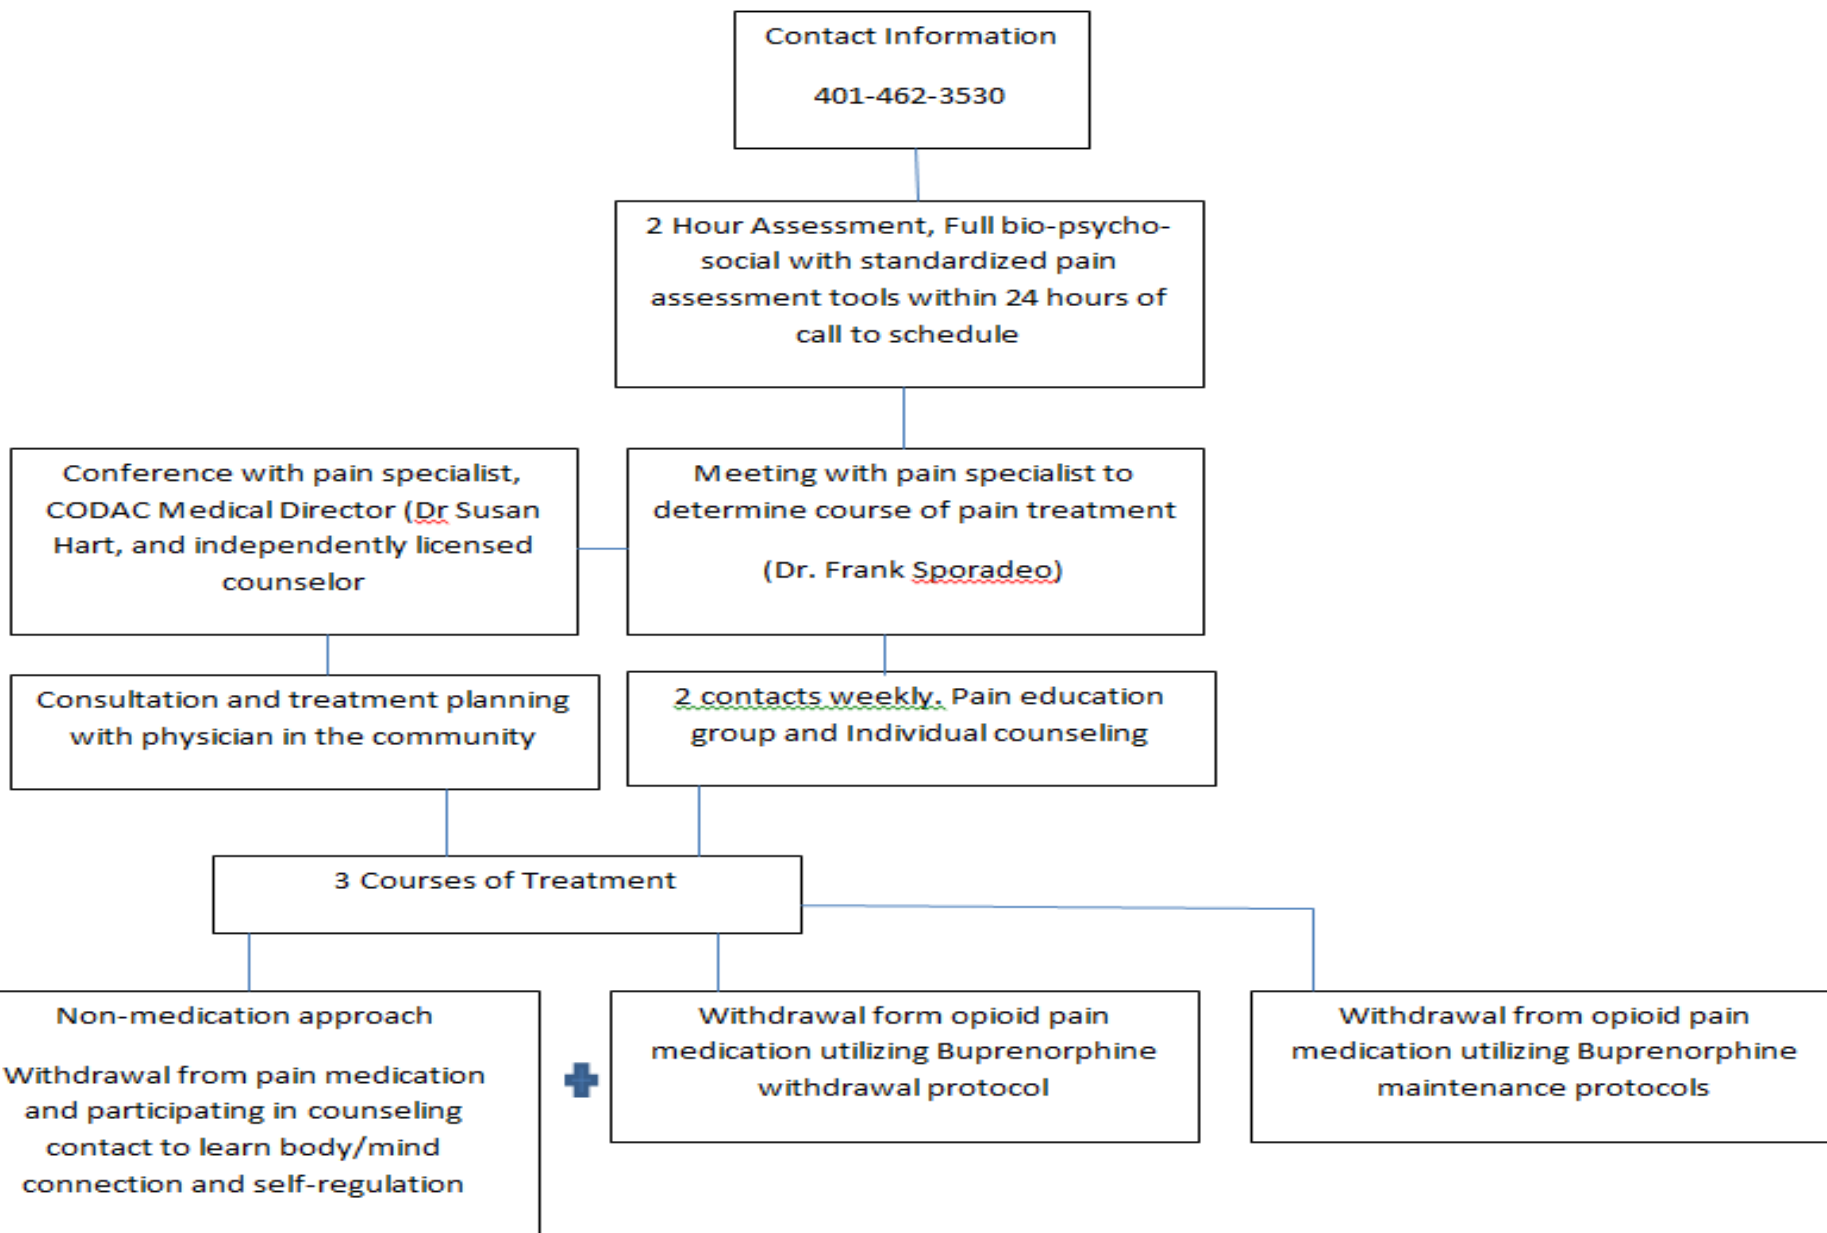 Contact Information
401-462-3530
2 Hour Assessment, Full bio-psycho-
social with standardized pain
assessment tools within 24 hours of
call to schedule
Conference with pain specialist,
CODAC Medical Director (Dr Susan
Hart, and independently licensed
counselor
Meeting with pain specialist to
determine course of pain treatment
(Dr. Frank Sporadeo)
Consultation and treatment planning
with physician in the community
2 contacts weekly. Pain education
group and Individual counseling
3 Courses of Treatment
Non-medication approach
Withdrawal from pain medication
and participating in counseling
contact to learn body/mind
connection and self-regulation
Withdrawal form opioid pain
medication utilizing Buprenorphine
withdrawal protocol
Withdrawal from opioid pain
medication utilizing Buprenorphine
maintenance protocols